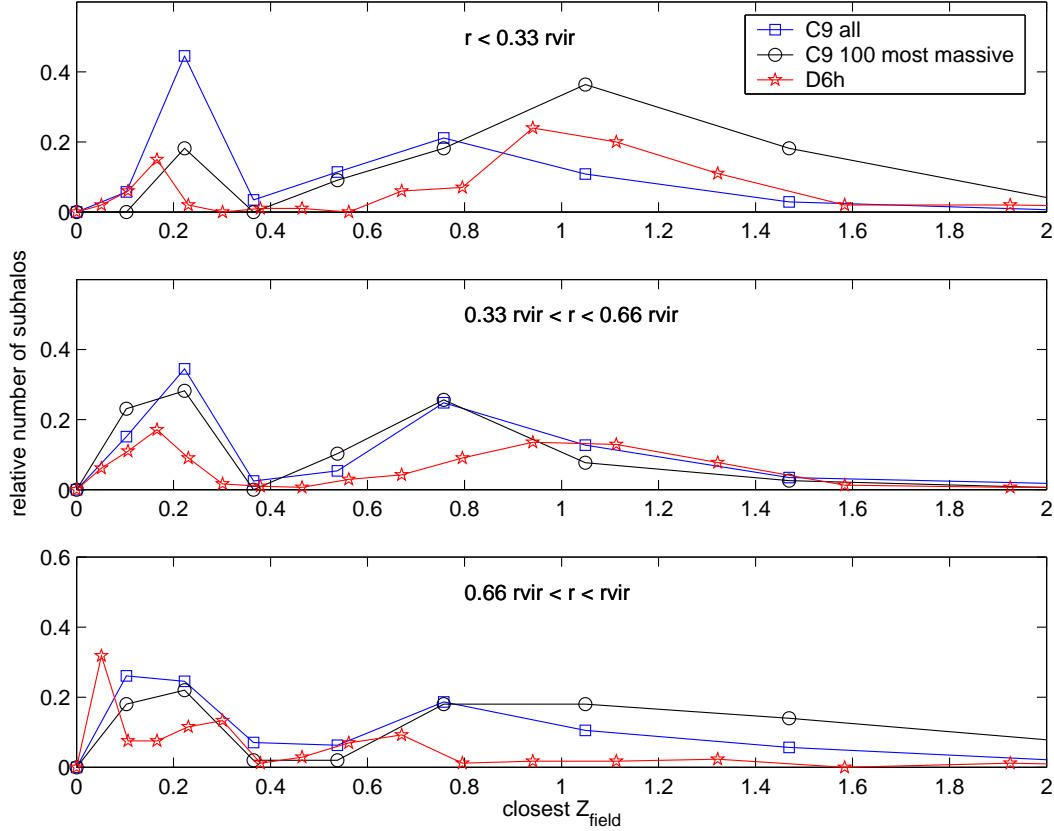 r < 0.33 rvir
C9 all
C9 100 most massive
D6h
0.4
0.2
0
0 0.2 0.4 0.6 0.8 1 1.2 1.4 1.6 1.8 2
0.33 rvir < r < 0.66 rvir
0.4
0.2
0
0 0.2 0.4 0.6 0.8 1 1.2 1.4 1.6 1.8 2
relative number of subhalos
0.66 rvir < r < rvir
0.6
0.4
0.2
0
0 0.2 0.4 0.6 0.8 1 1.2 1.4 1.6 1.8 2
closest Z_field